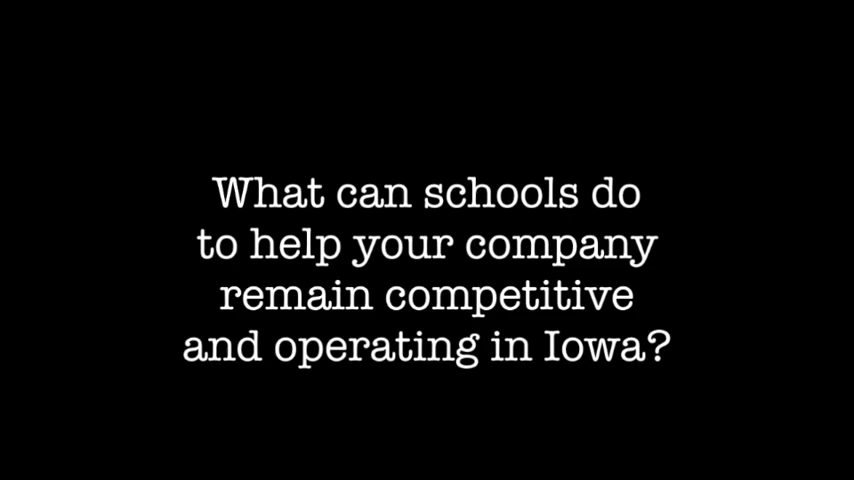 What can schools do
to help your company
remain competitive
and operating in Iowa?